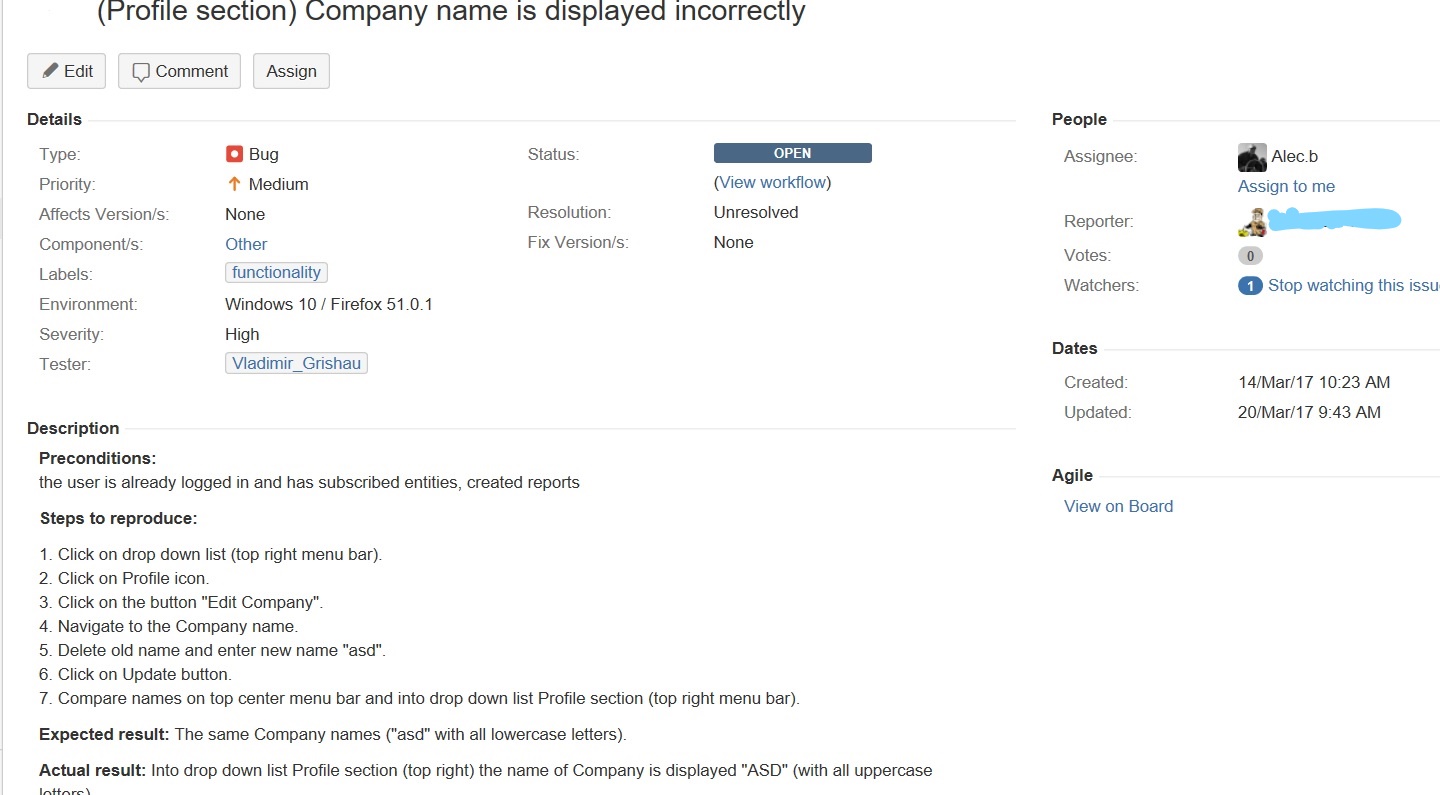 (Profile section) Company name is displayed incorrectly
Edit Comment Assign
Details
Type: Bug
Priority: Medium
Affects Version/s: None
Component/s: Other
Labels: functionality
Environment: Windows 10 / Firefox 51.0.1
Severity: High
Tester: Vladimir_Grishau
Status: OPEN
(View workflow)
Resolution: Unresolved
Fix Version/s: None
Description
Preconditions:
the user is already logged in and has subscribed entities, created reports
Steps to reproduce:
1. Click on drop down list (top right menu bar).
2. Click on Profile icon.
3. Click on the button "Edit Company".
4. Navigate to the Company name.
5. Delete old name and enter new name "asd".
6. Click on Update button.
7. Compare names on top center menu bar and into drop down list Profile section (top right menu bar).
Expected result: The same Company names ("asd" with all lowercase letters).
Actual result: Into drop down list Profile section (top right) the name of Company is displayed "ASD" (with all uppercase
letters)
People
Assignee: Alec.b
Assign to me
Reporter:
Votes: 0
Watchers: 1 Stop watching this issu
Dates
Created: 14/Mar/17 10:23 AM
Updated: 20/Mar/17 9:43 AM
Agile
View on Board